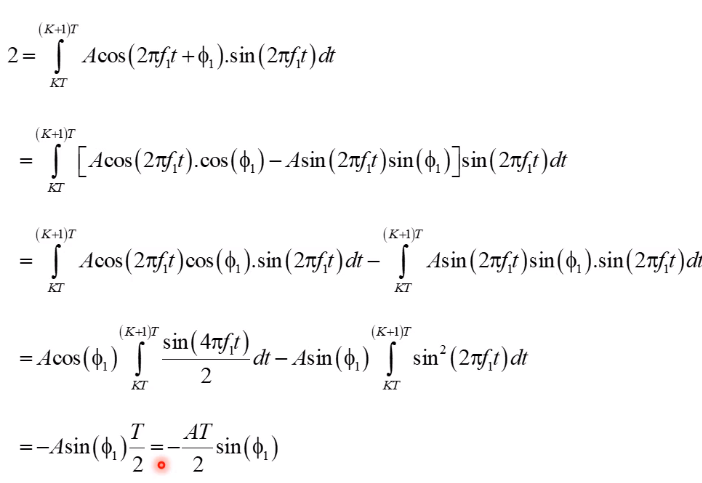 2 = ∫_{KT}^{(K+1)T} Acos(2πf₁t + ϕ₁).sin(2πf₁t)dt
= ∫_{KT}^{(K+1)T} [Acos(2πf₁t).cos(ϕ₁) − Asin(2πf₁t)sin(ϕ₁)]sin(2πf₁t)dt
= ∫_{KT}^{(K+1)T} Acos(2πf₁t)cos(ϕ₁).sin(2πf₁t)dt − ∫_{KT}^{(K+1)T} Asin(2πf₁t)sin(ϕ₁).sin(2πf₁t)dt
= Acos(ϕ₁) ∫_{KT}^{(K+1)T} sin(4πf₁t)/2 dt − Asin(ϕ₁) ∫_{KT}^{(K+1)T} sin²(2πf₁t)dt
= −Asin(ϕ₁) T/2 = − AT/2 sin(ϕ₁)